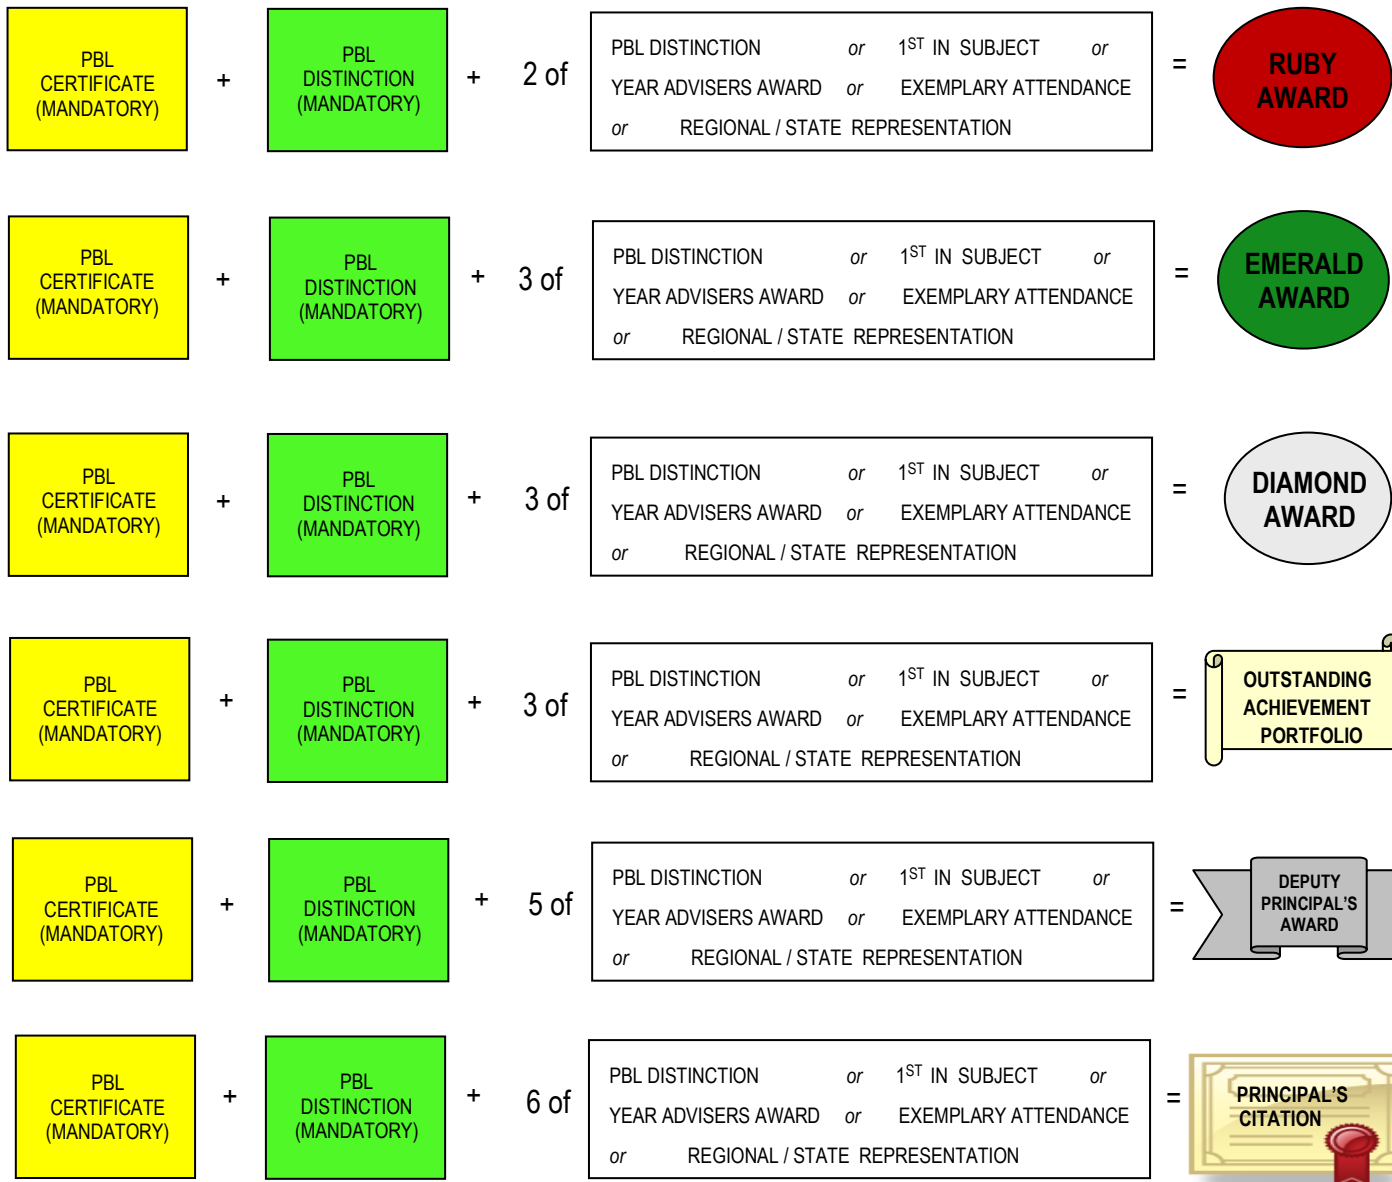 PBL
CERTIFICATE
(MANDATORY)
+
PBL
DISTINCTION
(MANDATORY)
+
2 of
PBL DISTINCTION or 1ST IN SUBJECT or
YEAR ADVISERS AWARD or EXEMPLARY ATTENDANCE
or REGIONAL / STATE REPRESENTATION
=
RUBY
AWARD
PBL
CERTIFICATE
(MANDATORY)
+
PBL
DISTINCTION
(MANDATORY)
+
3 of
PBL DISTINCTION or 1ST IN SUBJECT or
YEAR ADVISERS AWARD or EXEMPLARY ATTENDANCE
or REGIONAL / STATE REPRESENTATION
=
EMERALD
AWARD
PBL
CERTIFICATE
(MANDATORY)
+
PBL
DISTINCTION
(MANDATORY)
+
3 of
PBL DISTINCTION or 1ST IN SUBJECT or
YEAR ADVISERS AWARD or EXEMPLARY ATTENDANCE
or REGIONAL / STATE REPRESENTATION
=
DIAMOND
AWARD
PBL
CERTIFICATE
(MANDATORY)
+
PBL
DISTINCTION
(MANDATORY)
+
3 of
PBL DISTINCTION or 1ST IN SUBJECT or
YEAR ADVISERS AWARD or EXEMPLARY ATTENDANCE
or REGIONAL / STATE REPRESENTATION
=
OUTSTANDING
ACHIEVEMENT
PORTFOLIO
PBL
CERTIFICATE
(MANDATORY)
+
PBL
DISTINCTION
(MANDATORY)
+
5 of
PBL DISTINCTION or 1ST IN SUBJECT or
YEAR ADVISERS AWARD or EXEMPLARY ATTENDANCE
or REGIONAL / STATE REPRESENTATION
=
DEPUTY
PRINCIPAL'S
AWARD
PBL
CERTIFICATE
(MANDATORY)
+
PBL
DISTINCTION
(MANDATORY)
+
6 of
PBL DISTINCTION or 1ST IN SUBJECT or
YEAR ADVISERS AWARD or EXEMPLARY ATTENDANCE
or REGIONAL / STATE REPRESENTATION
=
PRINCIPAL'S
CITATION